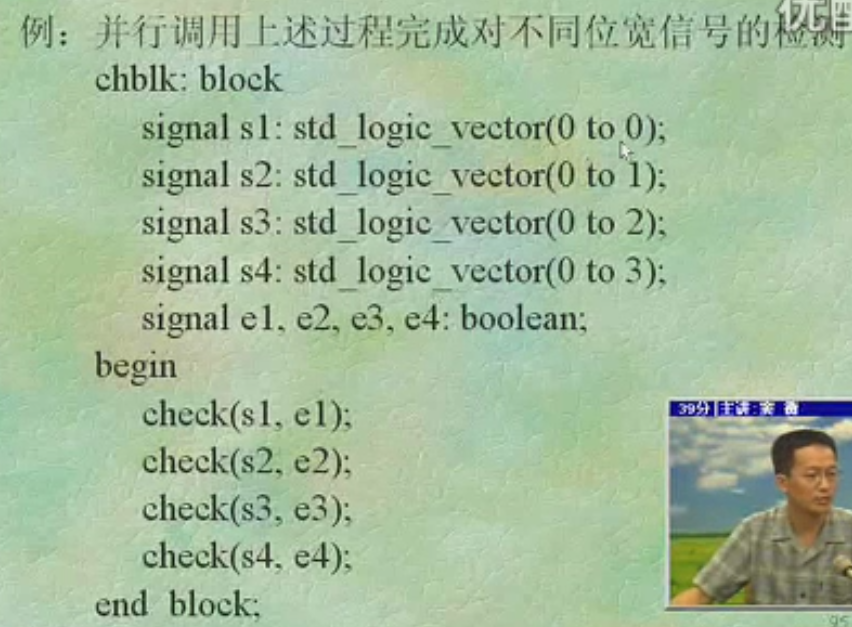 例：并行调用上述过程完成对不同位宽信号的检测
chblk: block
signal s1: std_logic_vector(0 to 0);
signal s2: std_logic_vector(0 to 1);
signal s3: std_logic_vector(0 to 2);
signal s4: std_logic_vector(0 to 3);
signal e1, e2, e3, e4: boolean;
begin
check(s1, e1);
check(s2, e2);
check(s3, e3);
check(s4, e4);
end block;
39分 主讲:
95